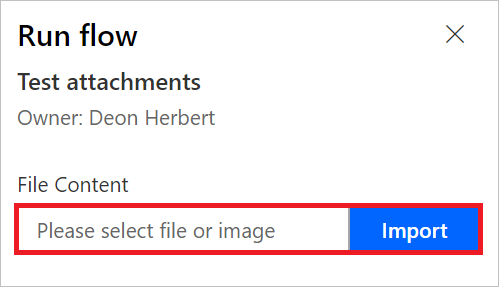 Run flow
Test attachments
Owner: Deon Herbert
File Content
Please select file or image
Import